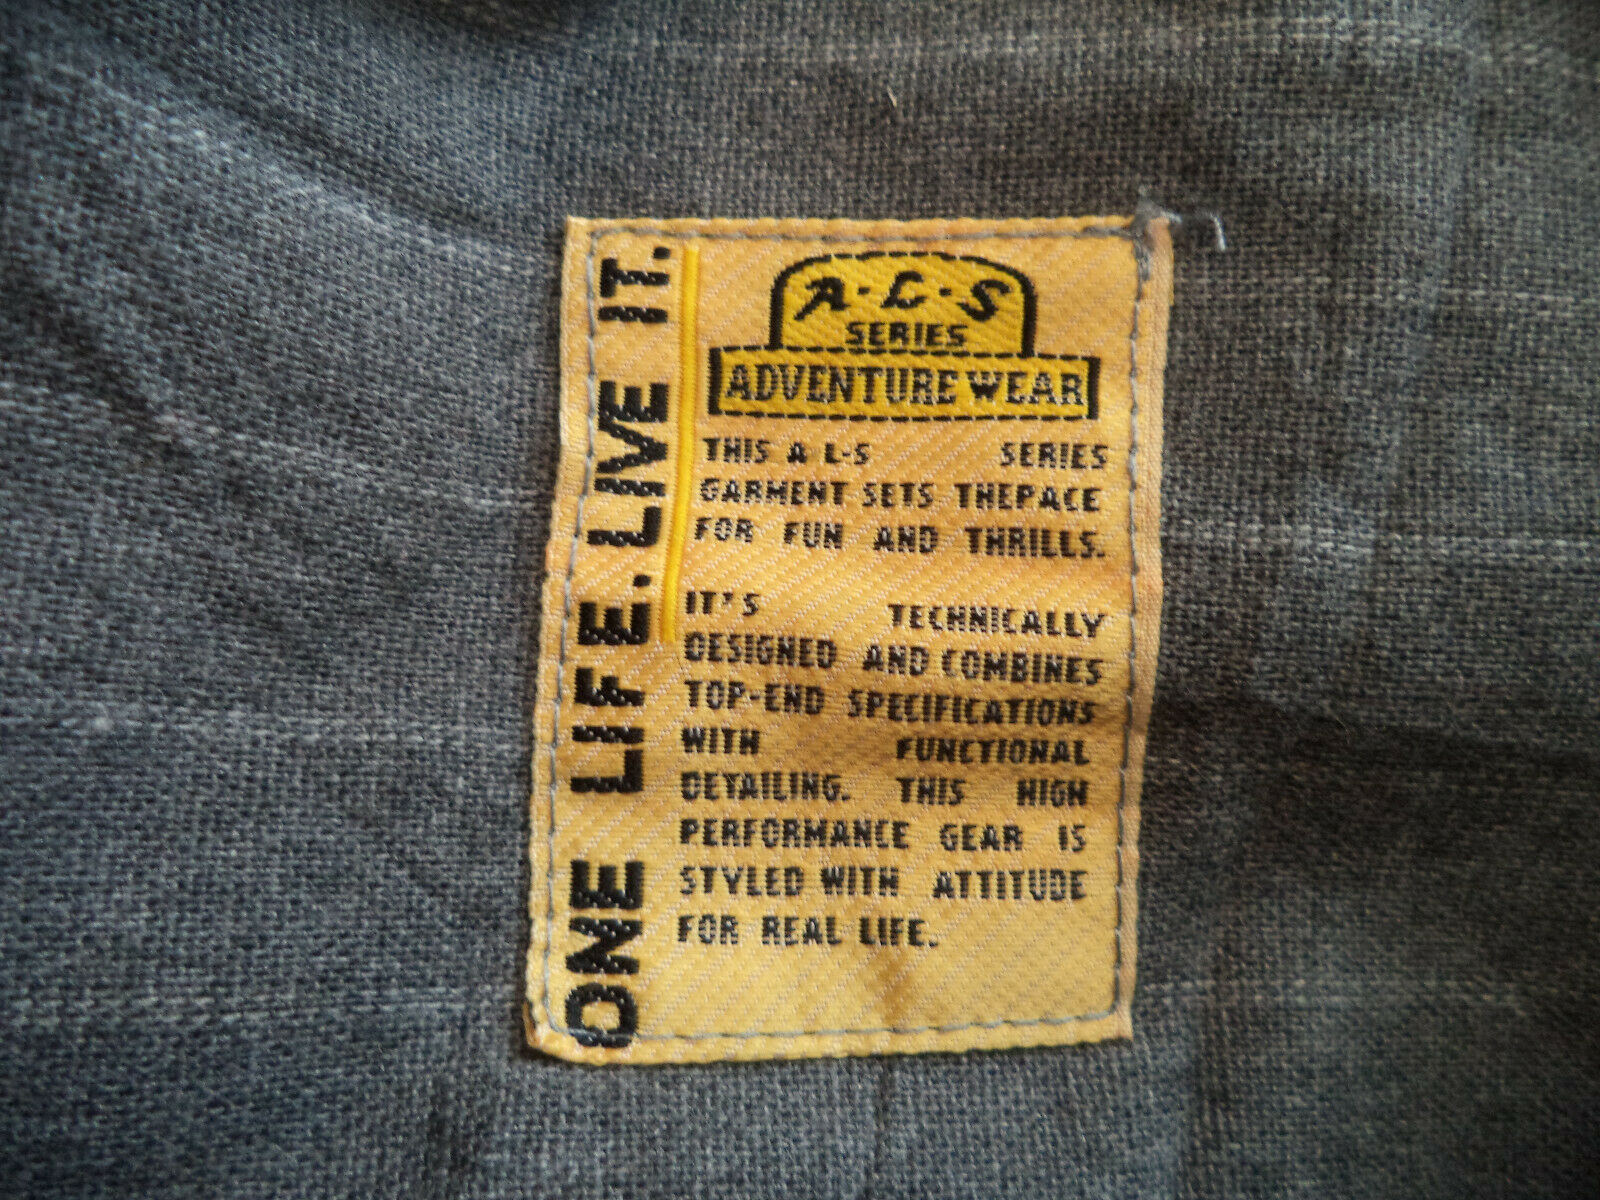 ONE LIFE. LIVE IT.
A·L·S
SERIES
ADVENTURE WEAR
THIS A L-S SERIES
GARMENT SETS THEPACE
FOR FUN AND THRILLS.
IT'S TECHNICALLY
DESIGNED AND COMBINES
TOP-END SPECIFICATIONS
WITH FUNCTIONAL
DETAILING. THIS HIGH
PERFORMANCE GEAR IS
STYLED WITH ATTITUDE
FOR REAL LIFE.